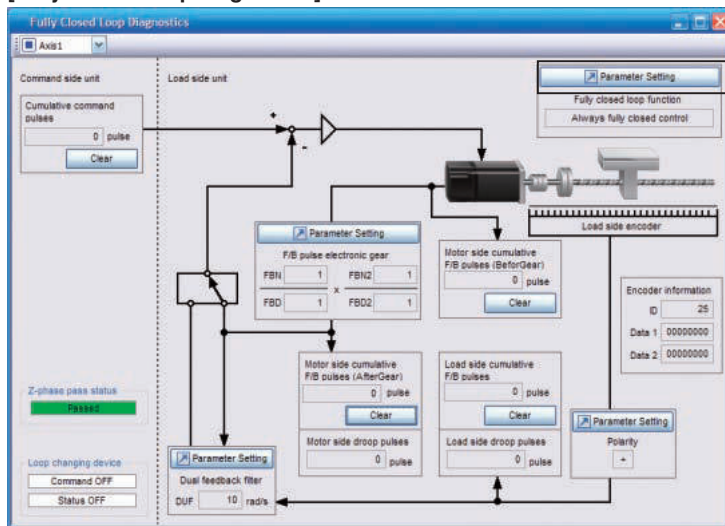 Fully Closed Loop Diagnostics
Axis1
Command side unit
Load side unit
Parameter Setting
Cumulative command
pulses
0 pulse
Clear
Fully closed loop function
Always fully closed control
+
-
Parameter Setting
F/B pulse electronic gear
FBN 1 FBN2 1
x
FBD 1 FBD2 1
Motor side cumulative
F/B pulses (BeforGear)
0 pulse
Clear
Load side encoder
Encoder information
ID 25
Data 1 00000000
Data 2 00000000
Motor side cumulative
F/B pulses (AfterGear)
0 pulse
Clear
Motor side droop pulses
0 pulse
Load side cumulative
F/B pulses
0 pulse
Clear
Load side droop pulses
0 pulse
Z-phase pass status
Passed
Parameter Setting
Polarity
+
Loop changing device
Command OFF
Status OFF
Parameter Setting
Dual feedback filter
DUF 10 rad/s